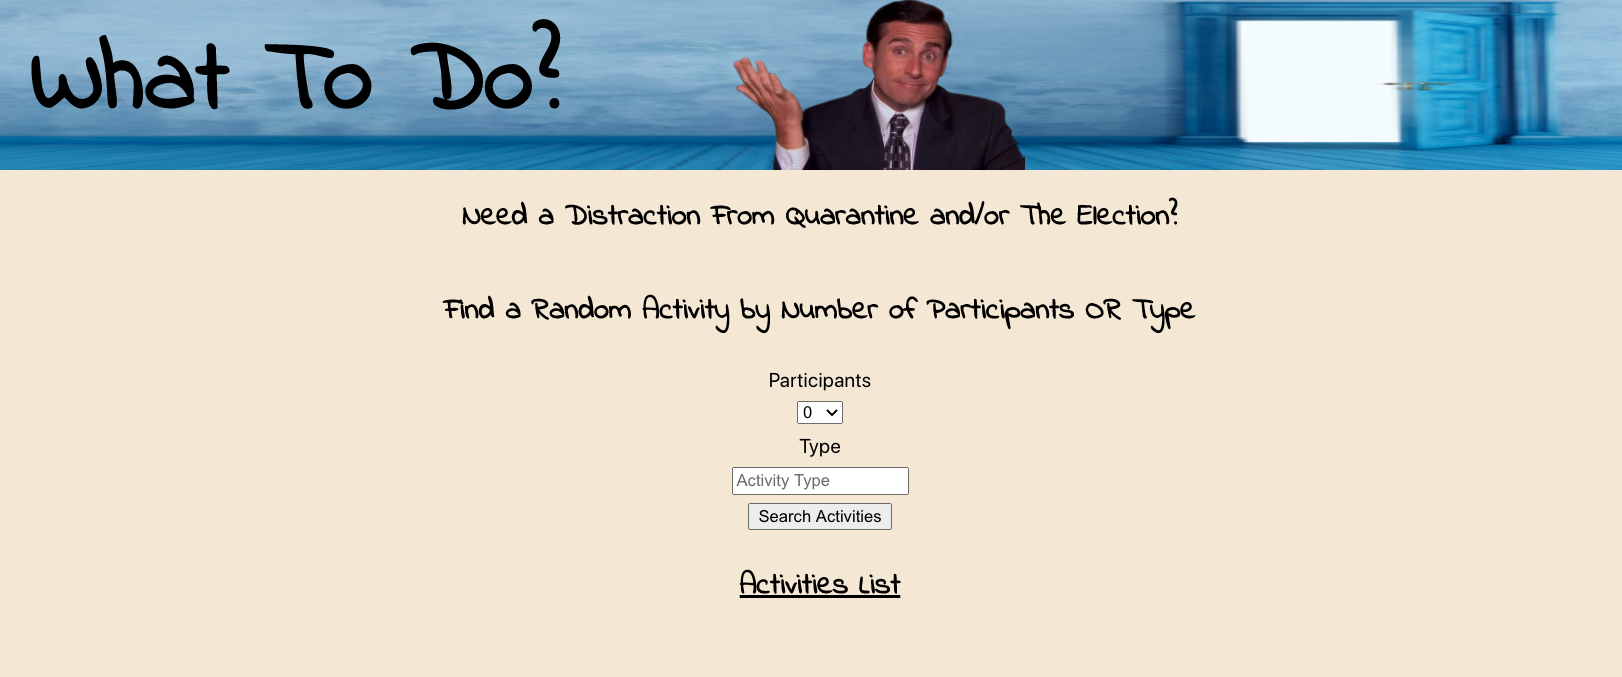 What To Do?
Need a Distraction From Quarantine and/or The Election?
Find a Random Activity by Number of Participants OR Type
Participants
0
Type
Activity Type
Search Activities
Activities List